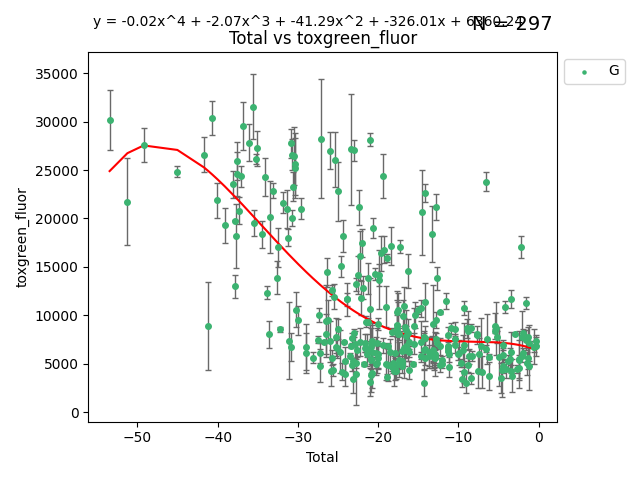 y = -0.02x^4 + -2.07x^3 + -41.29x^2 + -326.01x + 6360.24
N = 297
Total vs toxgreen_fluor
G
35000
30000
25000
20000
15000
10000
5000
0
toxgreen_fluor
−50 −40 −30 −20 −10 0
Total